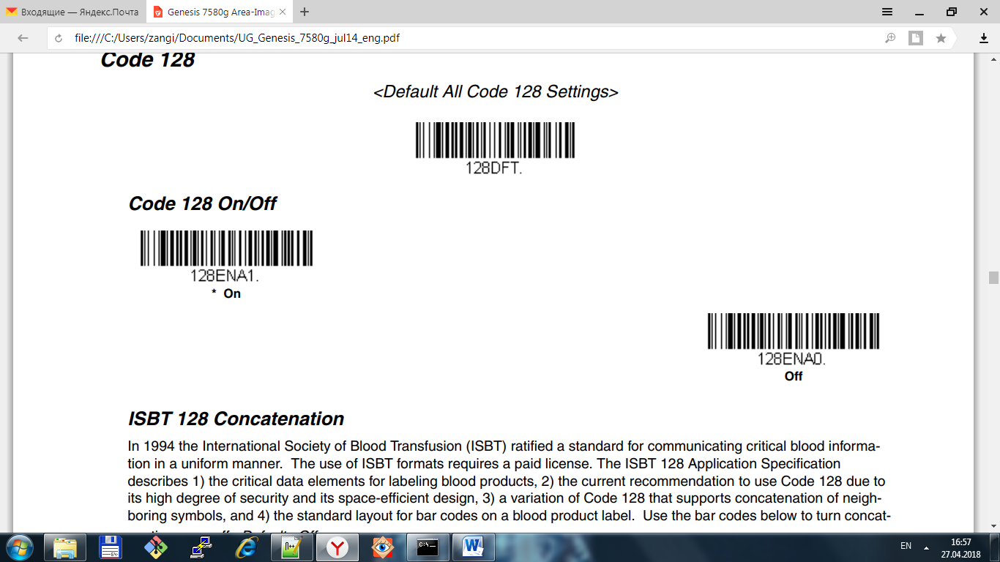 Входящие — Яндекс.Почта
Genesis 7580g Area-Imag
file:///C:/Users/zangi/Documents/UG_Genesis_7580g_jul14_eng.pdf
Code 128
<Default All Code 128 Settings>
128DFT.
Code 128 On/Off
128ENA1.
* On
128ENA0.
Off
ISBT 128 Concatenation
In 1994 the International Society of Blood Transfusion (ISBT) ratified a standard for communicating critical blood informa-
tion in a uniform manner.  The use of ISBT formats requires a paid license. The ISBT 128 Application Specification
describes 1) the critical data elements for labeling blood products, 2) the current recommendation to use Code 128 due to
its high degree of security and its space-efficient design, 3) a variation of Code 128 that supports concatenation of neigh-
boring symbols, and 4) the standard layout for bar codes on a blood product label.  Use the bar codes below to turn concat-
EN
16:57
27.04.2018